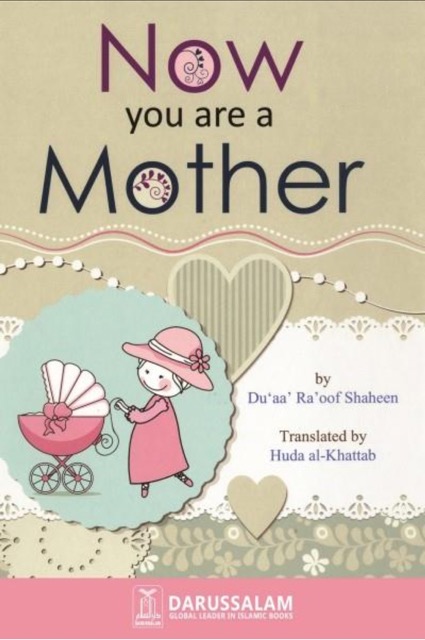 Now
you are a
Mother
by
Du‘aa’ Ra’oof Shaheen
Translated by
Huda al-Khattab
DARUSSALAM
GLOBAL LEADER IN ISLAMIC BOOKS